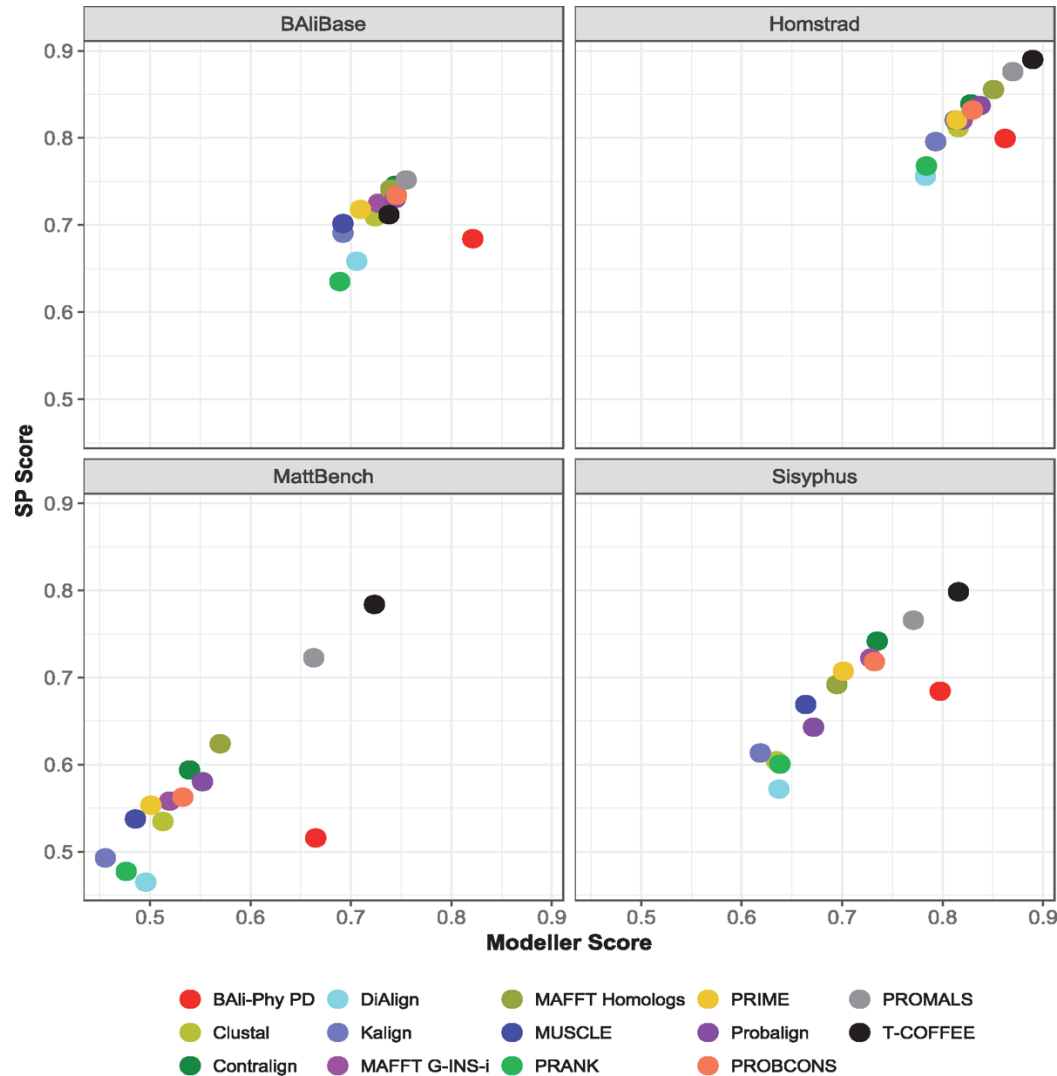 BAliBase Homstrad
0.9
0.8
0.7
0.6
0.5
MattBench Sisyphus
0.9
0.8
0.7
0.6
0.5
SP Score
0.5 0.6 0.7 0.8 0.9 0.5 0.6 0.7 0.8 0.9
Modeller Score
BAli-Phy PD DiAlign MAFFT Homologs PRIME PROMALS
Clustal Kalign MUSCLE Probalign T-COFFEE
Contralign MAFFT G-INS-i PRANK PROBCONS